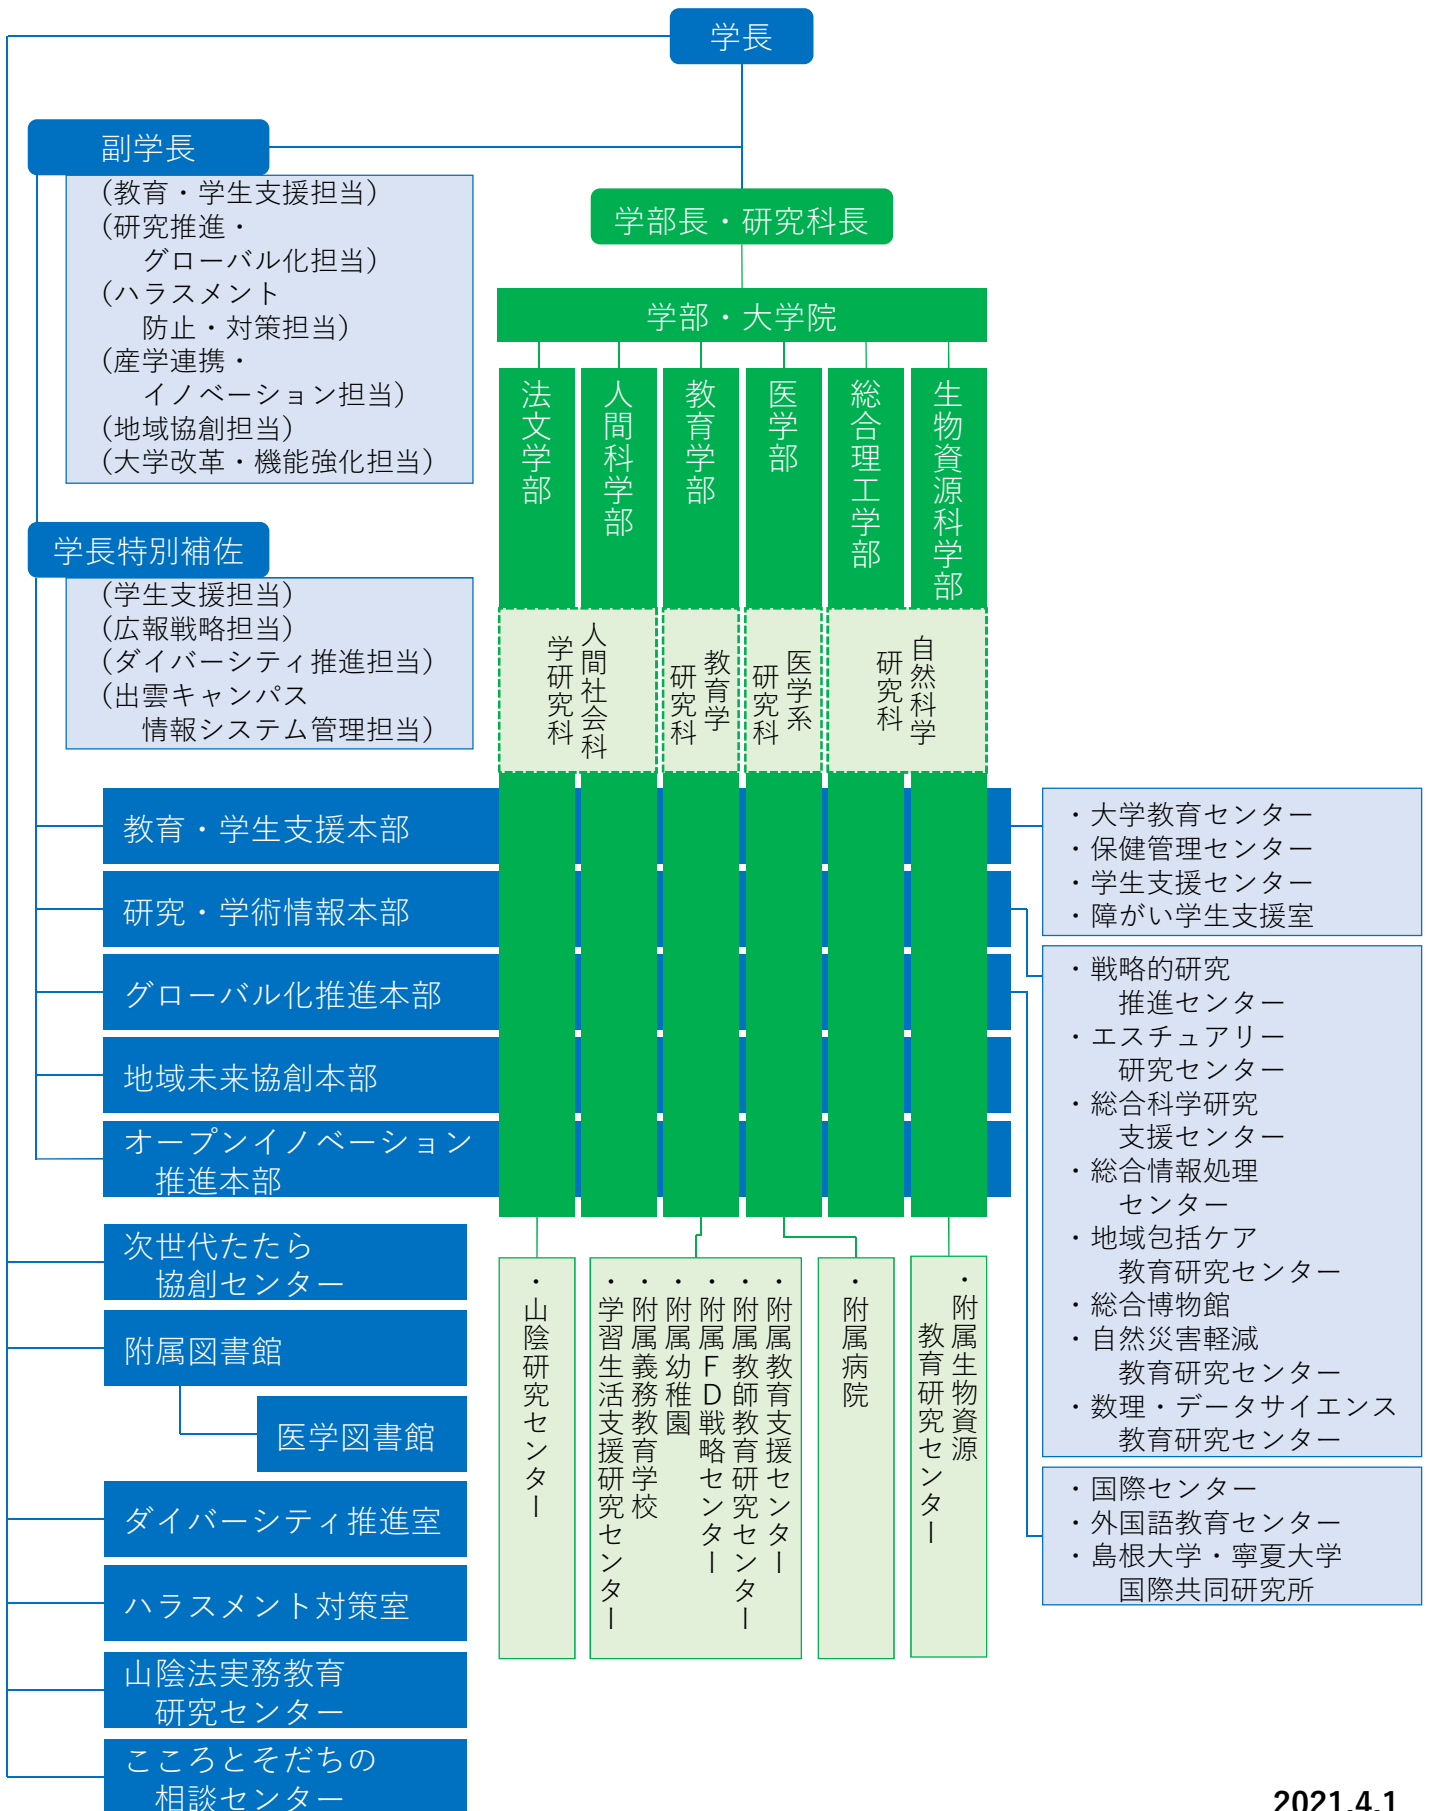 学長
副学長
（教育・学生支援担当）
（研究推進・
グローバル化担当）
（ハラスメント
防止・対策担当）
（産学連携・
イノベーション担当）
（地域協創担当）
（大学改革・機能強化担当）
学長特別補佐
（学生支援担当）
（広報戦略担当）
（ダイバーシティ推進担当）
（出雲キャンパス
情報システム管理担当）
学部長・研究科長
学部・大学院
法文学部
人間科学部
教育学部
医学部
総合理工学部
生物資源科学部
人間社会科
学研究科
教育学
研究科
医学系
研究科
自然科学
研究科
教育・学生支援本部
研究・学術情報本部
グローバル化推進本部
地域未来協創本部
オープンイノベーション
推進本部
・大学教育センター
・保健管理センター
・学生支援センター
・障がい学生支援室
・戦略的研究
推進センター
・エスチュアリー
研究センター
・総合科学研究
支援センター
・総合情報処理
センター
・地域包括ケア
教育研究センター
・総合博物館
・自然災害軽減
教育研究センター
・数理・データサイエンス
教育研究センター
・国際センター
・外国語教育センター
・島根大学・寧夏大学
国際共同研究所
次世代たたら
協創センター
附属図書館
医学図書館
ダイバーシティ推進室
ハラスメント対策室
山陰法実務教育
研究センター
こころとそだちの
相談センター
・山陰研究センター
・附属教育支援センター
・附属教師教育研究センター
・附属ＦＤ戦略センター
・附属幼稚園
・附属義務教育学校
・学習生活支援研究センター
・附属病院
・附属生物資源
教育研究センター
2021.4.1